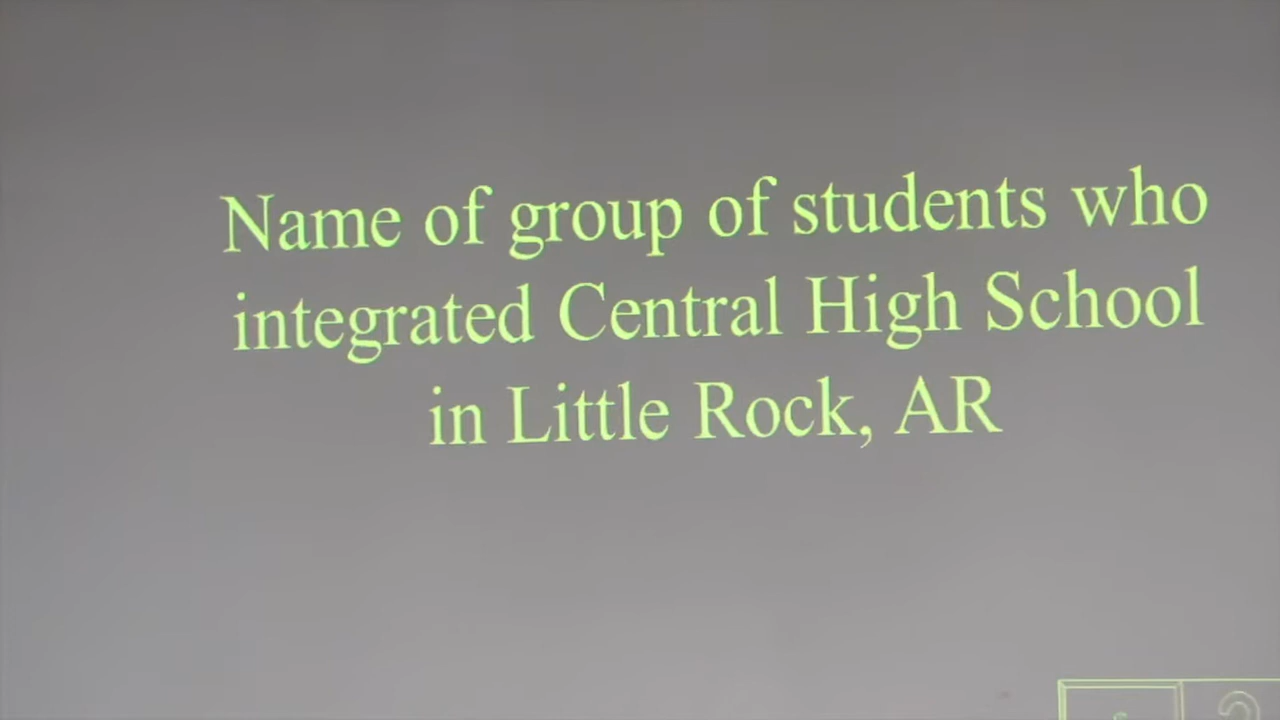 Name of group of students who
integrated Central High School
in Little Rock, AR